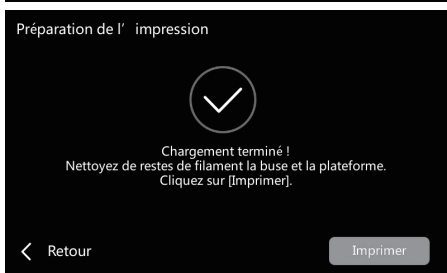 Préparation de l’ impression
Chargement terminé !
Nettoyez de restes de filament la buse et la plateforme.
Cliquez sur [Imprimer].
Retour
Imprimer